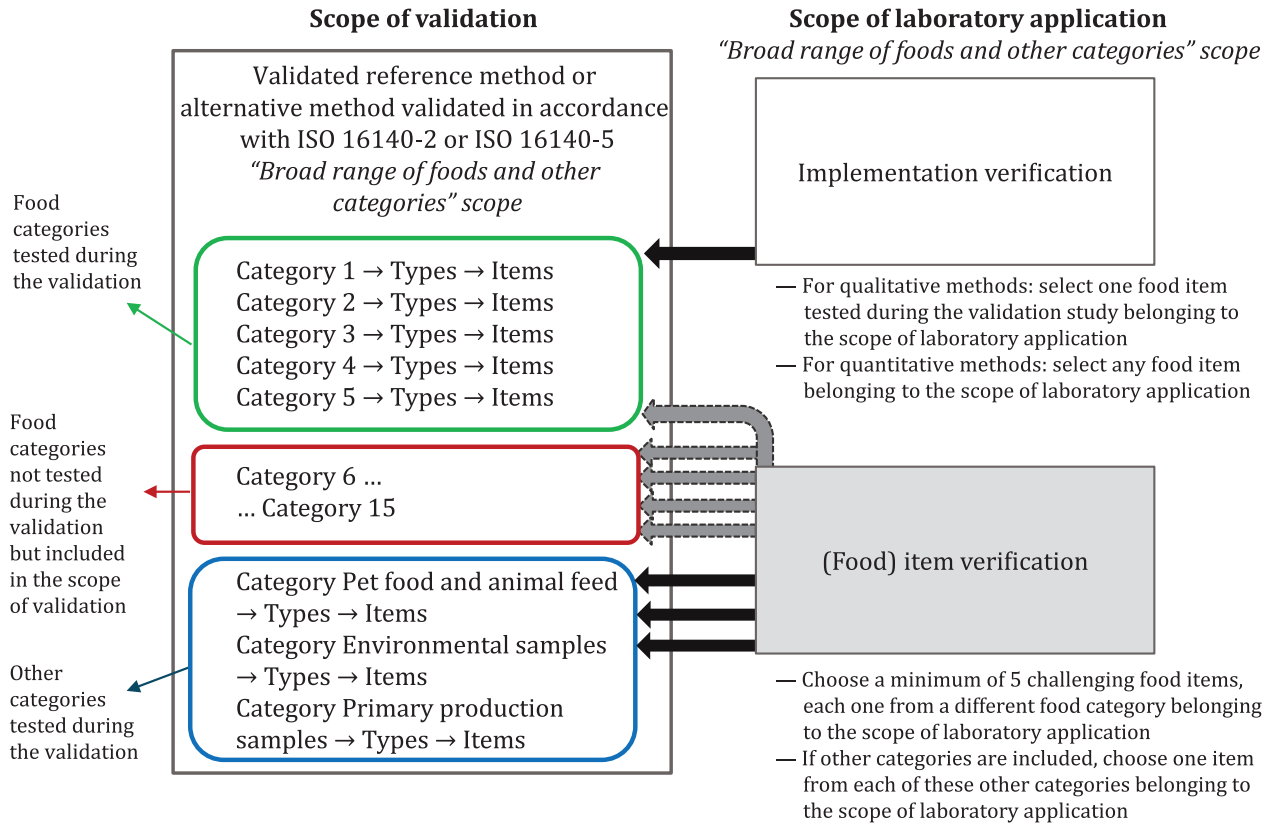 Scope of validation
Validated reference method or
alternative method validated in accordance
with ISO 16140-2 or ISO 16140-5
“Broad range of foods and other
categories” scope
Food
categories
tested during
the validation
Category 1 → Types → Items
Category 2 → Types → Items
Category 3 → Types → Items
Category 4 → Types → Items
Category 5 → Types → Items
Food
categories
not tested
during the
validation
but included
in the scope
of validation
Category 6 ...
... Category 15
Other
categories
tested during
the validation
Category Pet food and animal feed
→ Types → Items
Category Environmental samples
→ Types → Items
Category Primary production
samples → Types → Items
Scope of laboratory application
“Broad range of foods and other categories” scope
Implementation verification
— For qualitative methods: select one food item
tested during the validation study belonging to
the scope of laboratory application
— For quantitative methods: select any food item
belonging to the scope of laboratory application
(Food) item verification
— Choose a minimum of 5 challenging food items,
each one from a different food category belonging
to the scope of laboratory application
— If other categories are included, choose one item
from each of these other categories belonging to
the scope of laboratory application